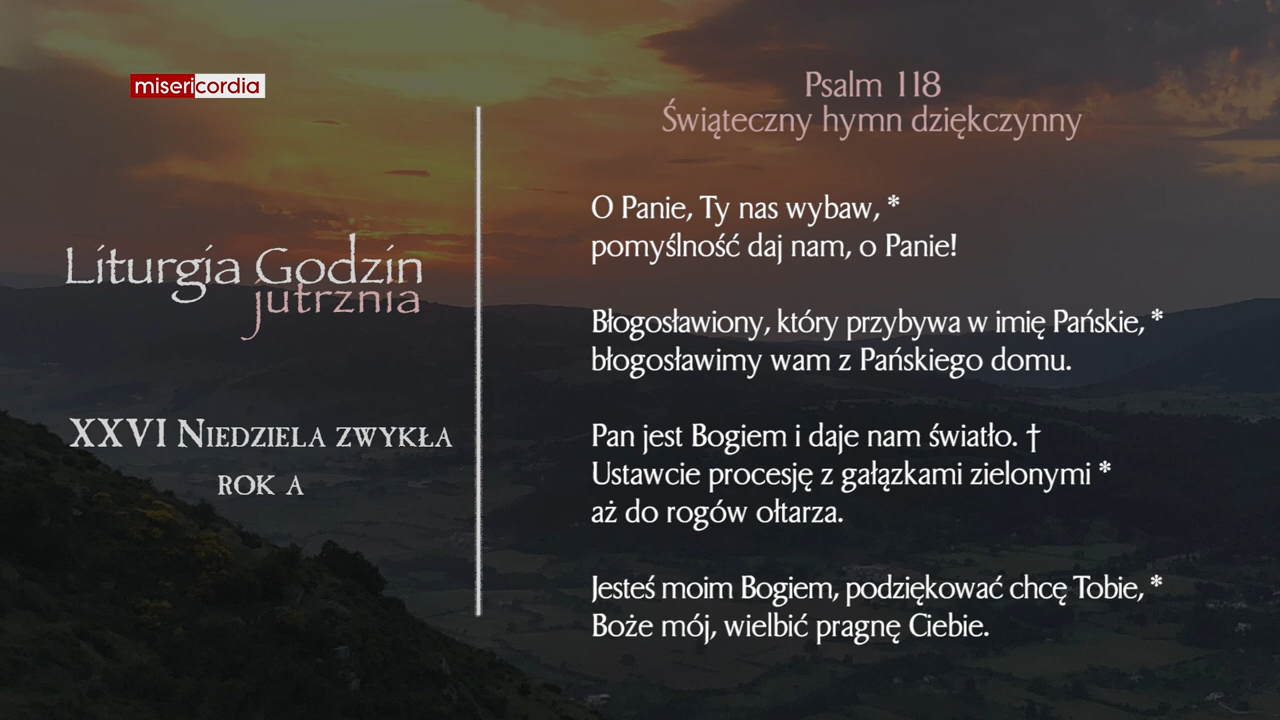 misericordia
Liturgia Godzin
jutrznia
XXVI Niedziela zwykła
rok A
Psalm 118
Świąteczny hymn dziękczynny
O Panie, Ty nas wybaw, *
pomyślność daj nam, o Panie!
Błogosławiony, który przybywa w imię Pańskie, *
błogosławimy wam z Pańskiego domu.
Pan jest Bogiem i daje nam światło. †
Ustawcie procesję z gałązkami zielonymi *
aż do rogów ołtarza.
Jesteś moim Bogiem, podziękować chcę Tobie, *
Boże mój, wielbić pragnę Ciebie.